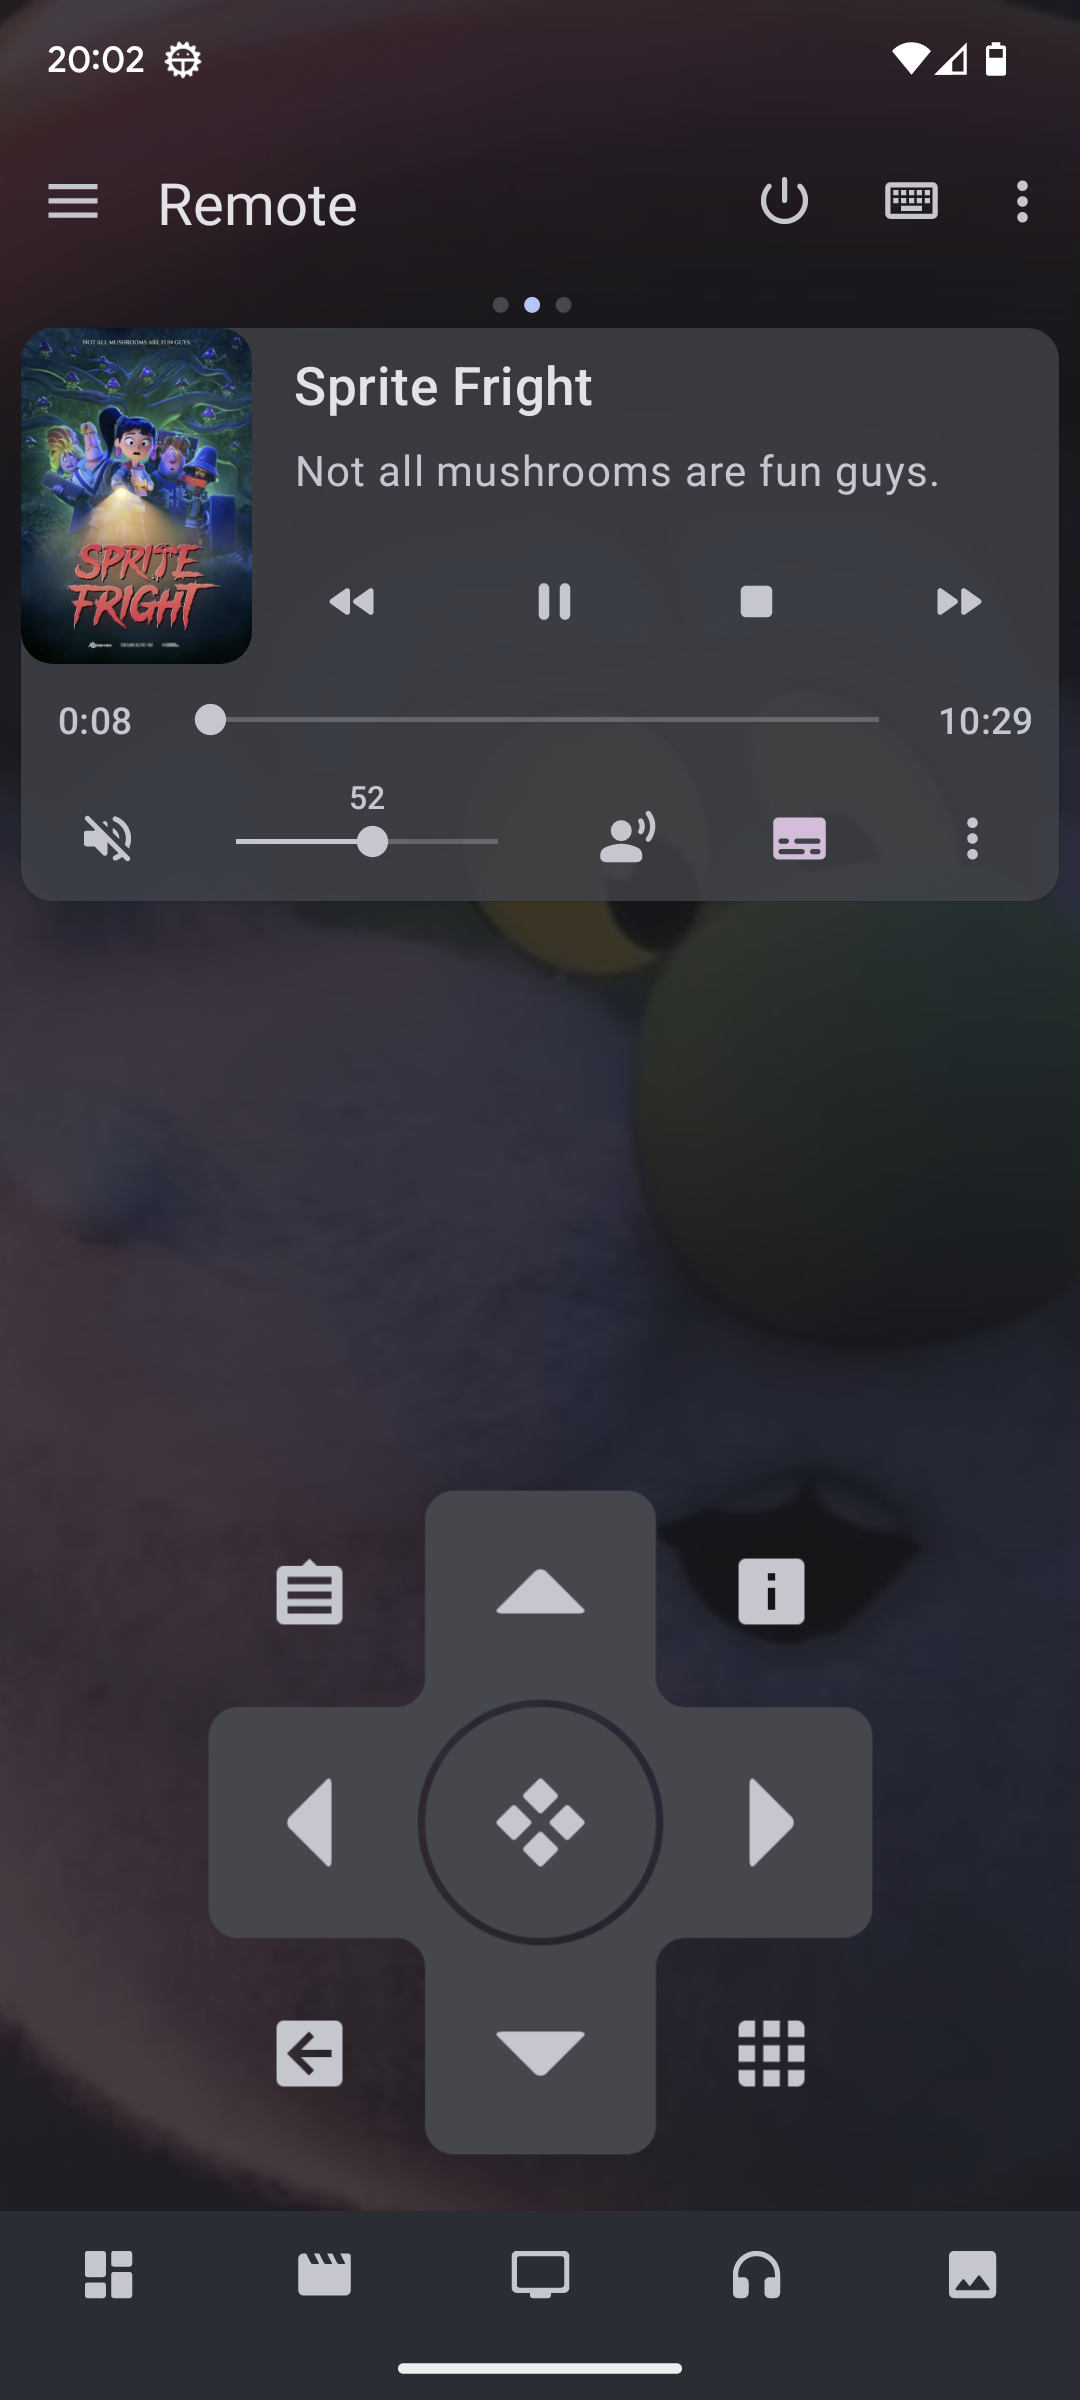 20:02
Remote
NOT ALL MUSHROOMS ARE FUN GUYS.
SPRITE
FRIGHT
Sprite Fright
Not all mushrooms are fun guys.
0:08
10:29
52